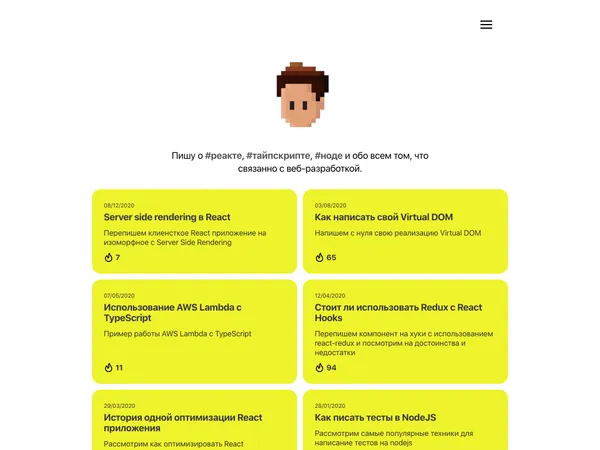 Пишу о #реакте, #тайпскрипте, #ноде и обо всем том, что
связанно с веб-разработкой.
08/12/2020
Server side rendering в React
Перепишем клиенсткое React приложение на
изоморфное с Server Side Rendering
7
03/08/2020
Как написать свой Virtual DOM
Напишем с нуля свою реализацию Virtual DOM
65
07/05/2020
Использование AWS Lambda с
TypeScript
Пример работы AWS Lambda с TypeScript
11
12/04/2020
Стоит ли использовать Redux с React
Hooks
Перепишем компонент на хуки с использованием
react-redux и посмотрим на достоинства и
недостатки
94
29/03/2020
История одной оптимизации React
приложения
Рассмотрим как оптимизировать React
28/01/2020
Как писать тесты в NodeJS
Рассмотрим самые популярные техники для
написание тестов на nodejs